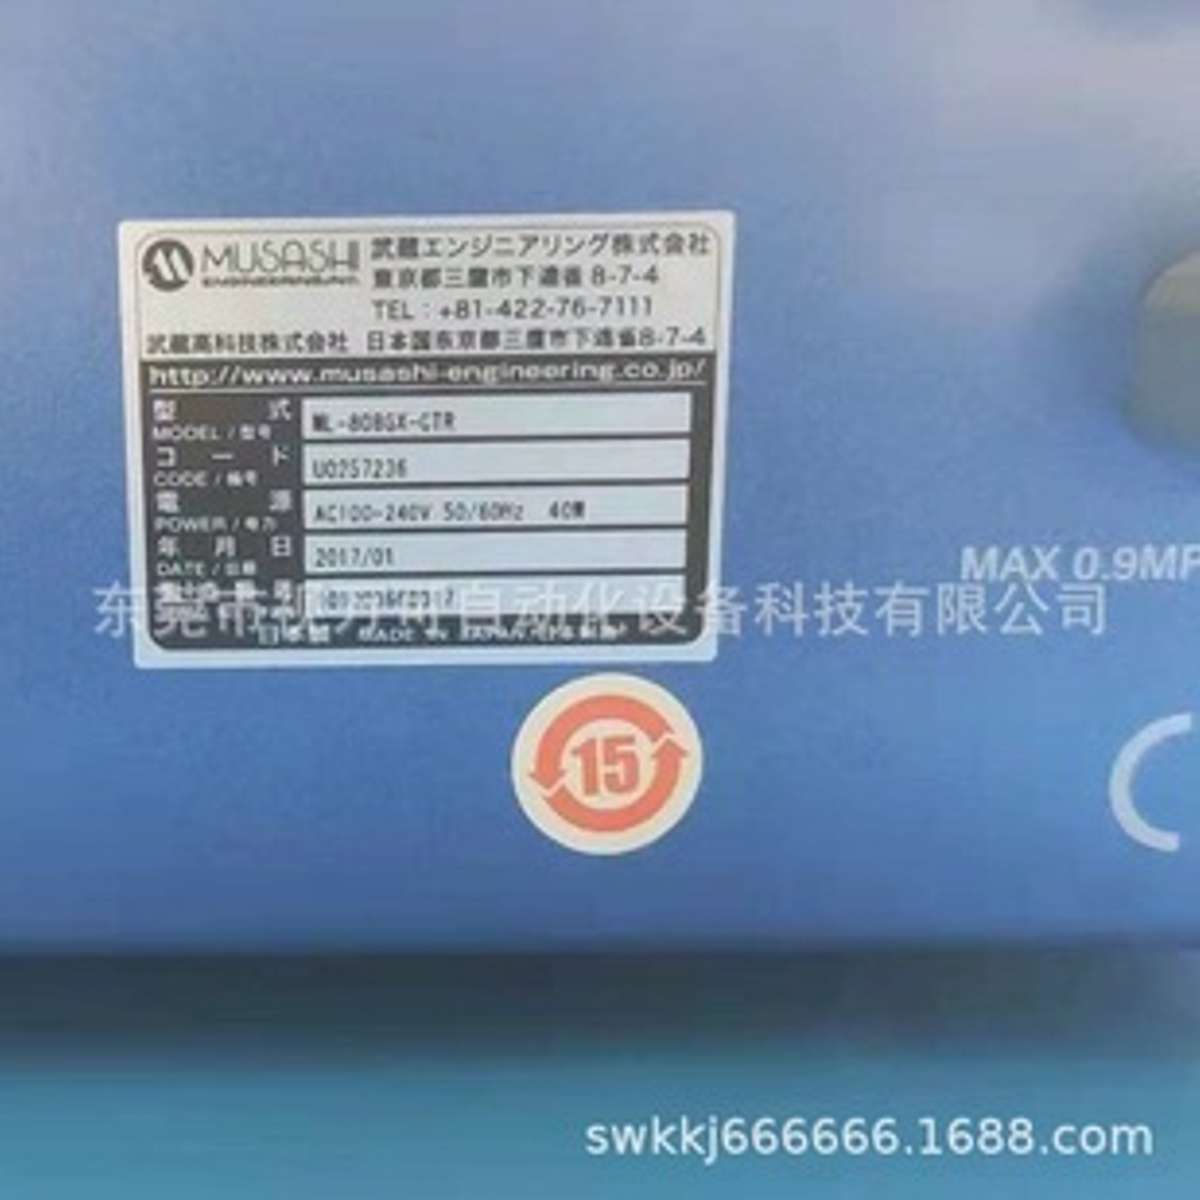 MUSASHI
武蔵エンジニアリング株式会社
東京都三鷹市下連雀 8-7-4
TEL : +81-422-76-7111
武蔵高科技株式会社 日本国东京都三鹰市下连雀8-7-4
http://www.musashi-engineering.co.jp/
型 式 MODEL / 型号 ML-808GX-CTR
コード CODE / 编号 U0257236
電 源 POWER / 电力 AC100-240V 50/60Hz 40W
年 月 日 DATE / 日期 2017/01
日本製 MADE IN JAPAN
东莞市 自动化设备科技有限公司
MAX 0.9MP
15
swkkj666666.1688.com